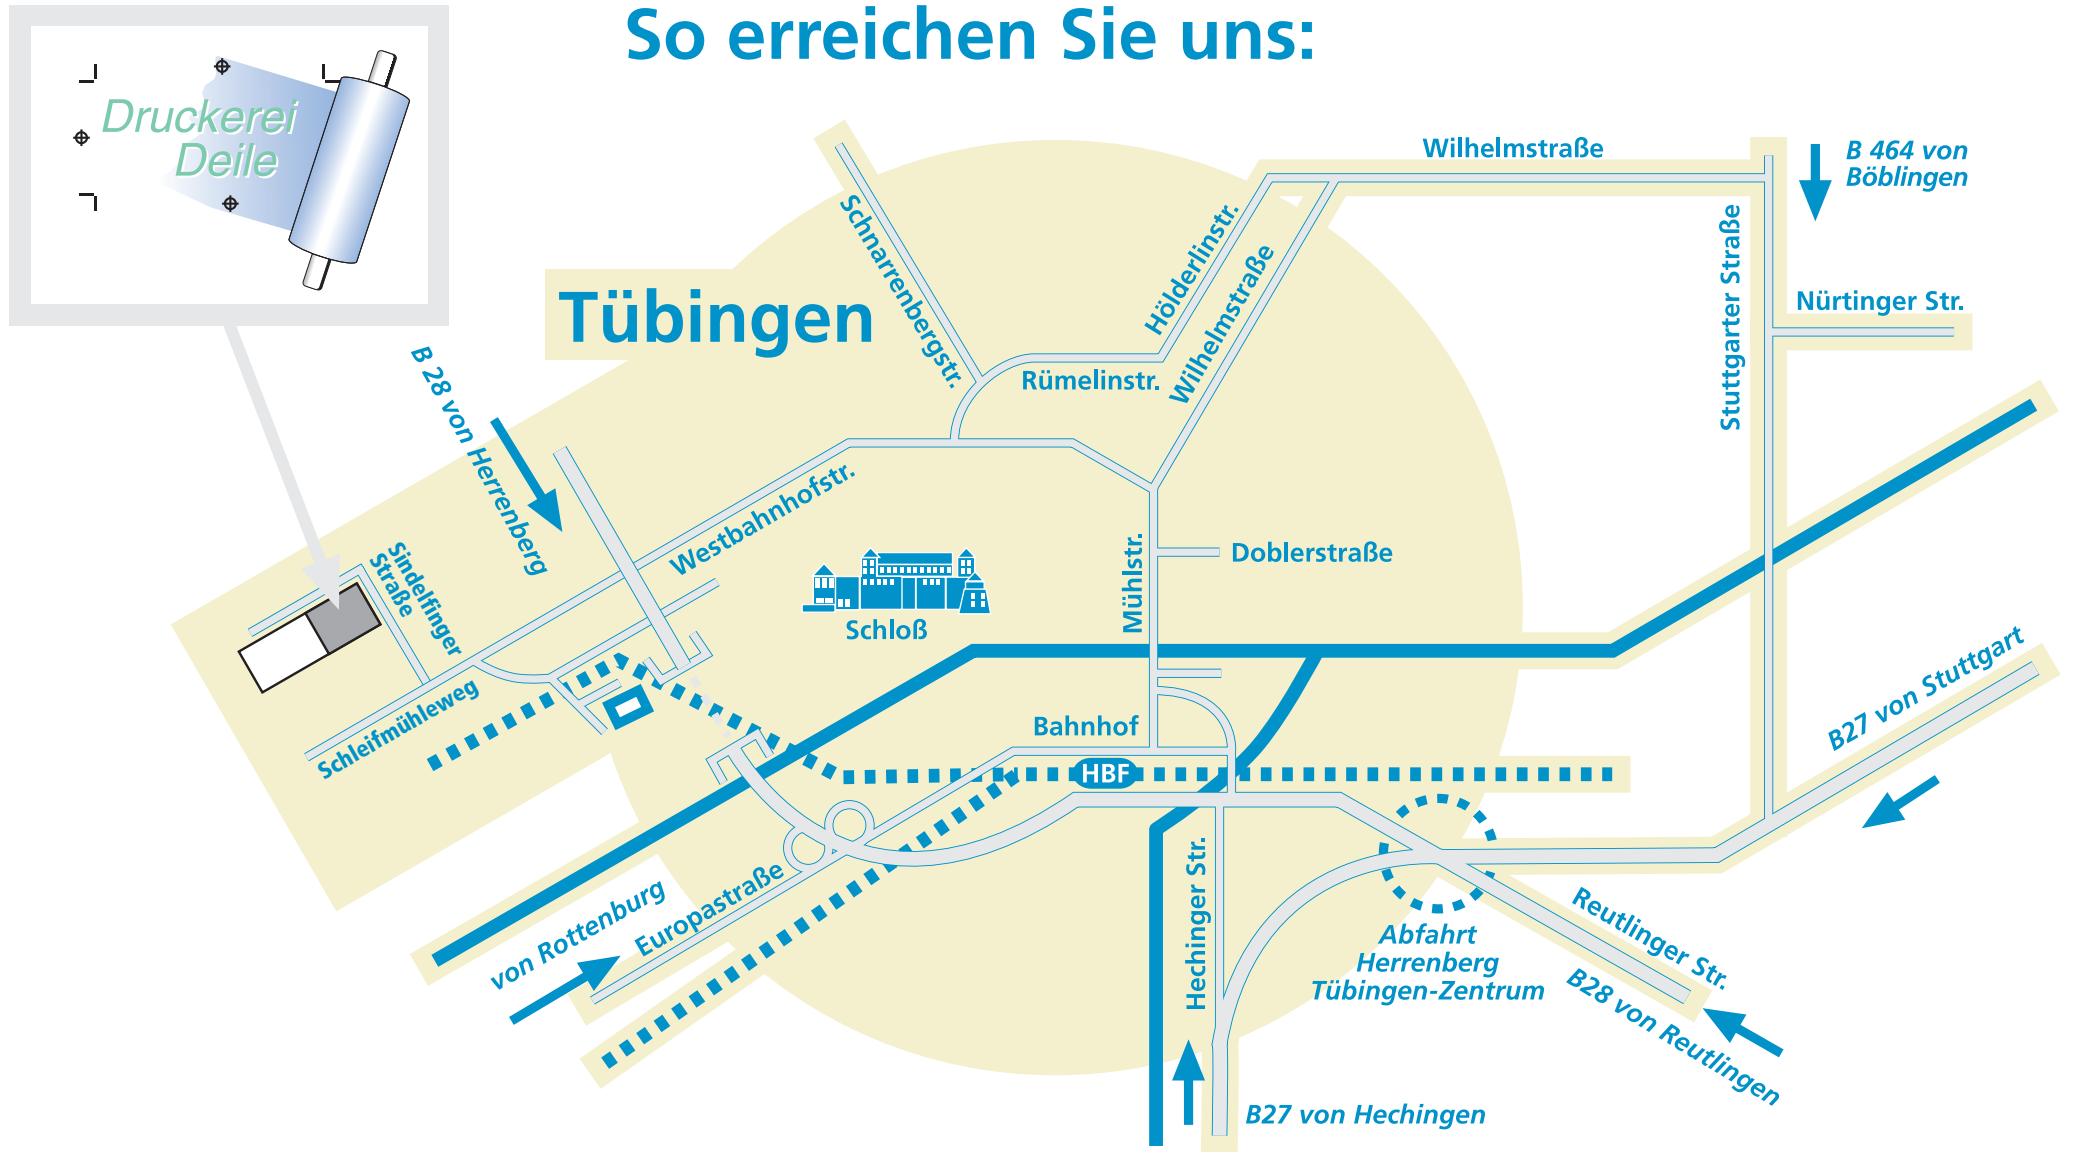 So erreichen Sie uns:
Druckerei
Deile
Tübingen
Wilhelmstraße
B 464 von
Böblingen
Schnarrenbergstr.
Hölderlinstr.
Wilhelmstraße
Stuttgarter Straße
Nürtinger Str.
Rümelinstr.
B 28 von Herrenberg
Westbahnhofstr.
Sindelfinger
Straße
Schloß
Mühlstr.
Doblerstraße
Schleifmühleweg
Bahnhof
HBF
B27 von Stuttgart
von Rottenburg
Europastraße
Hechinger Str.
Abfahrt
Herrenberg
Tübingen-Zentrum
Reutlinger Str.
B28 von Reutlingen
B27 von Hechingen